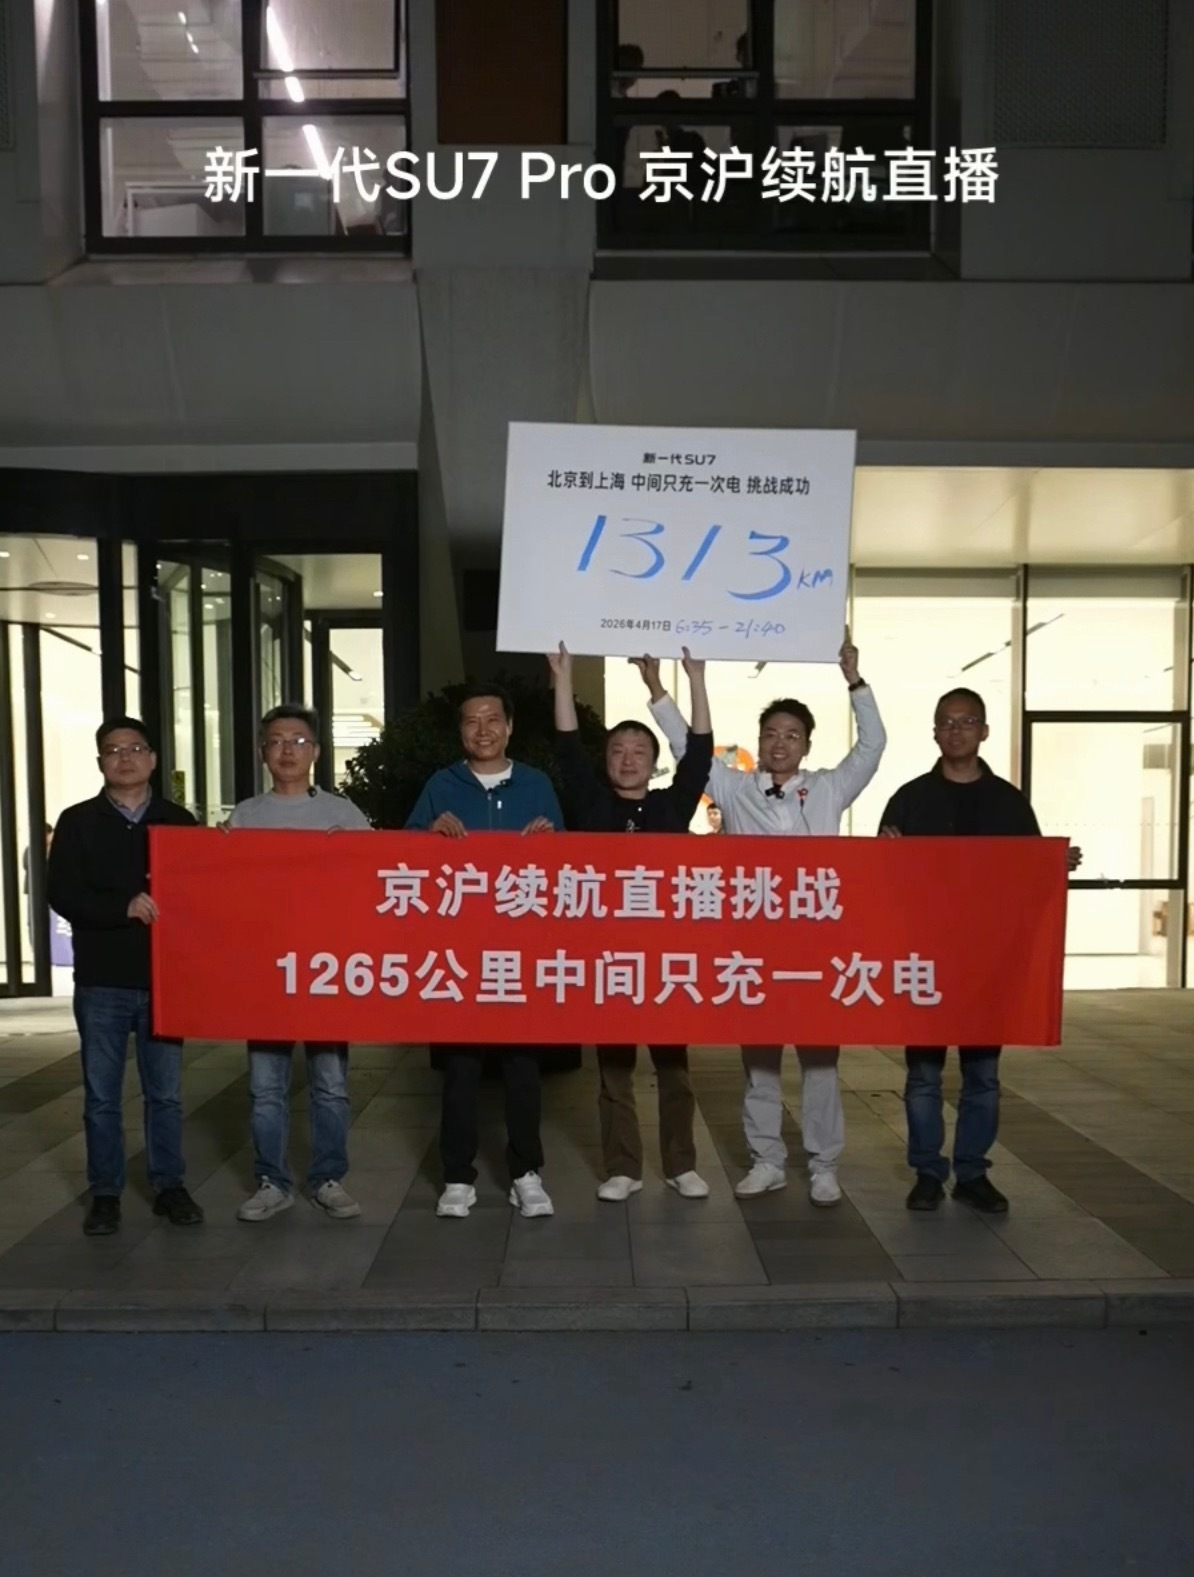 新一代SU7 Pro 京沪续航直播
新一代SU7
北京到上海 中间只充一次电 挑战成功
1313KM
2026年4月17日 6:35-21:40
京沪续航直播挑战
1265公里中间只充一次电